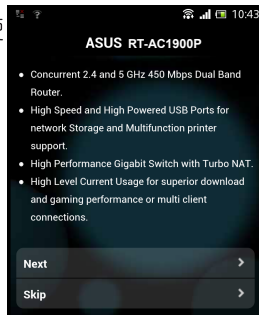 10:43
ASUS RT-AC1900P
• Concurrent 2.4 and 5 GHz 450 Mbps Dual Band
Router.
• High Speed and High Powered USB Ports for
network Storage and Multifunction printer
support.
• High Performance Gigabit Switch with Turbo NAT.
• High Level Current Usage for superior download
and gaming performance or multi client
connections.
Next
Skip